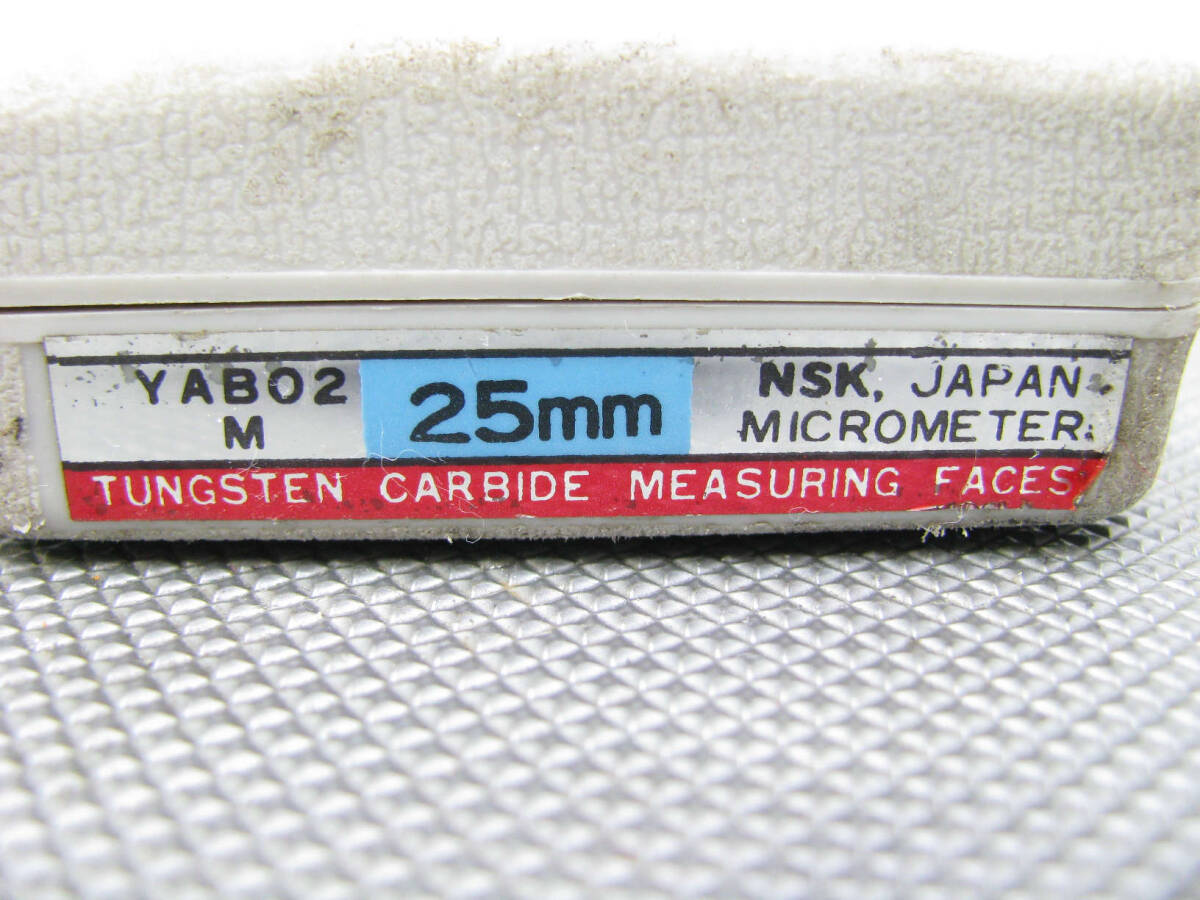 YAB02
M
25mm
NSK, JAPAN
MICROMETER
TUNGSTEN CARBIDE MEASURING FACES